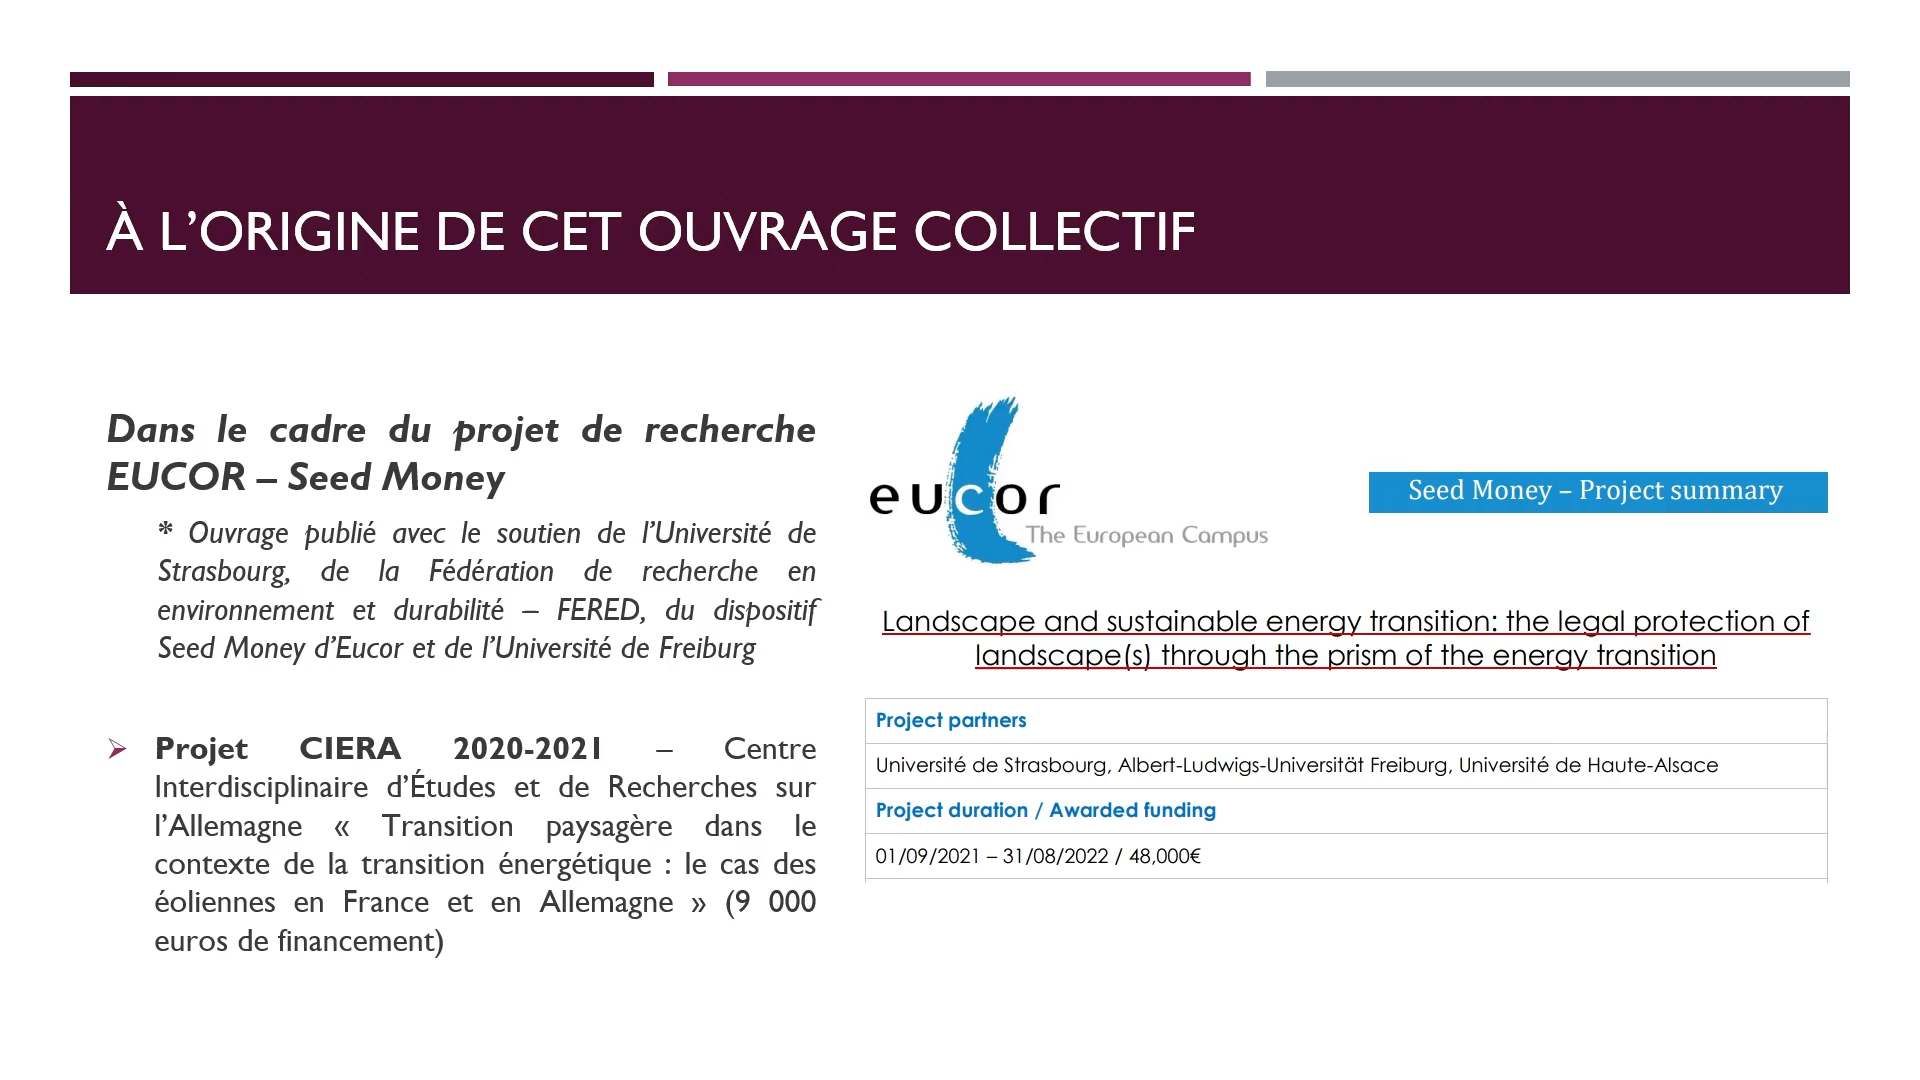 À L’ORIGINE DE CET OUVRAGE COLLECTIF
Dans le cadre du projet de recherche
EUCOR – Seed Money
* Ouvrage publié avec le soutien de l’Université de
Strasbourg, de la Fédération de recherche en
environnement et durabilité – FERED, du dispositif
Seed Money d’Eucor et de l’Université de Freiburg
Projet CIERA 2020-2021 – Centre
Interdisciplinaire d’Études et de Recherches sur
l’Allemagne « Transition paysagère dans le
contexte de la transition énergétique : le cas des
éoliennes en France et en Allemagne » (9 000
euros de financement)
eucor
The European Campus
Seed Money – Project summary
Landscape and sustainable energy transition: the legal protection of
landscape(s) through the prism of the energy transition
Project partners
Université de Strasbourg, Albert-Ludwigs-Universität Freiburg, Université de Haute-Alsace
Project duration / Awarded funding
01/09/2021 – 31/08/2022 / 48,000€